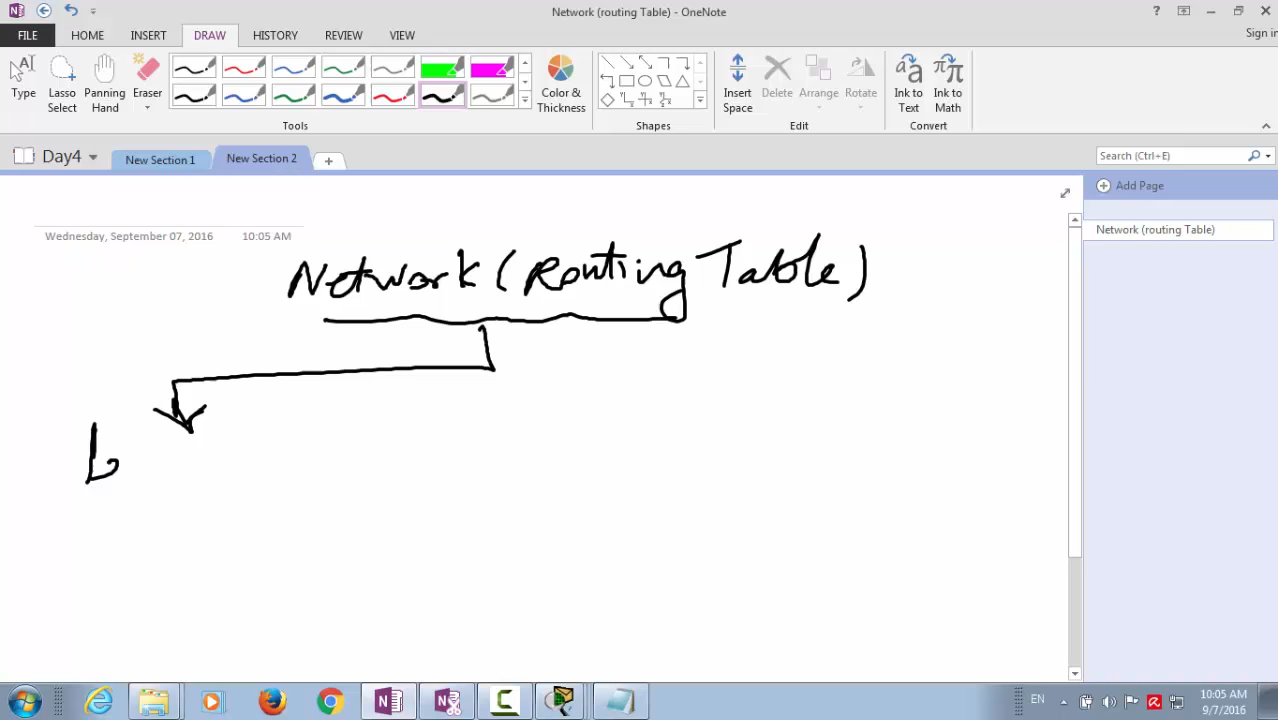 Network (routing Table) - OneNote
?
Sign in
FILE HOME INSERT DRAW HISTORY REVIEW VIEW
Type
Lasso Select
Panning Hand
Eraser
Color & Thickness
Insert Space
Delete
Arrange
Rotate
Ink to Text
Ink to Math
Tools
Shapes
Edit
Convert
Day4
New Section 1
New Section 2
Search (Ctrl+E)
Add Page
Network (routing Table)
Wednesday, September 07, 2016 10:05 AM
Network (Routing Table)
b
EN
10:05 AM
9/7/2016